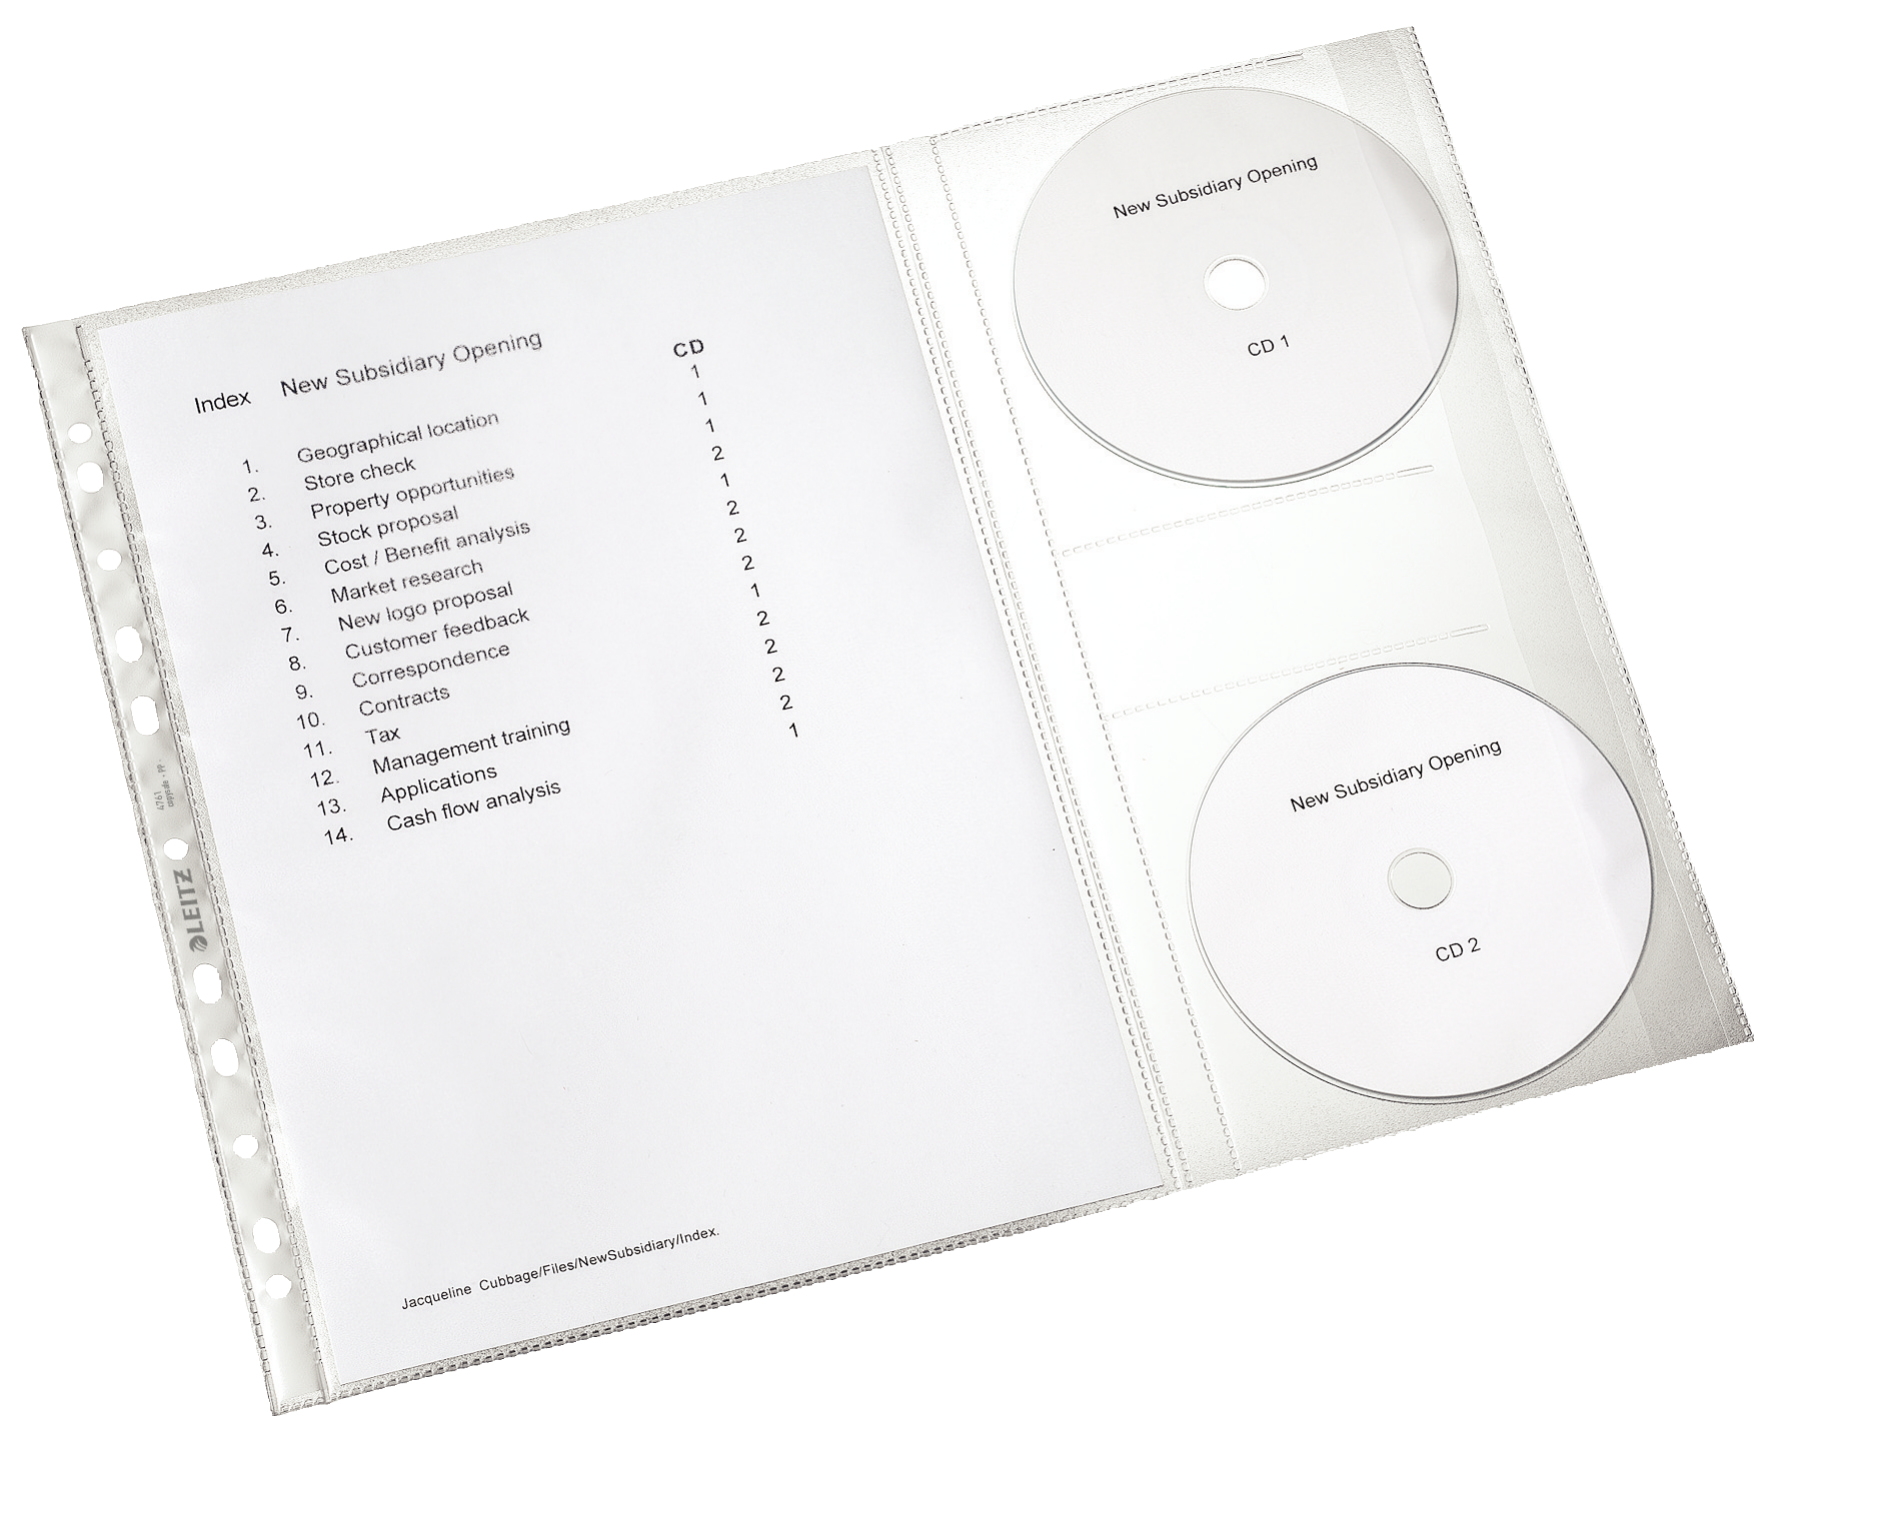 Index New Subsidiary Opening
CD
1. Geographical location 1
2. Store check 1
3. Property opportunities 1
4. Stock proposal 2
5. Cost / Benefit analysis 1
6. Market research 2
7. New logo proposal 2
8. Customer feedback 2
9. Correspondence 1
10. Contracts 2
11. Tax 2
12. Management training 2
13. Applications 2
14. Cash flow analysis 1
Jacqueline Cubbage/Files/NewSubsidiary/Index.
LEITZ
4761
copysafe · PP ·
New Subsidiary Opening
CD 1
New Subsidiary Opening
CD 2